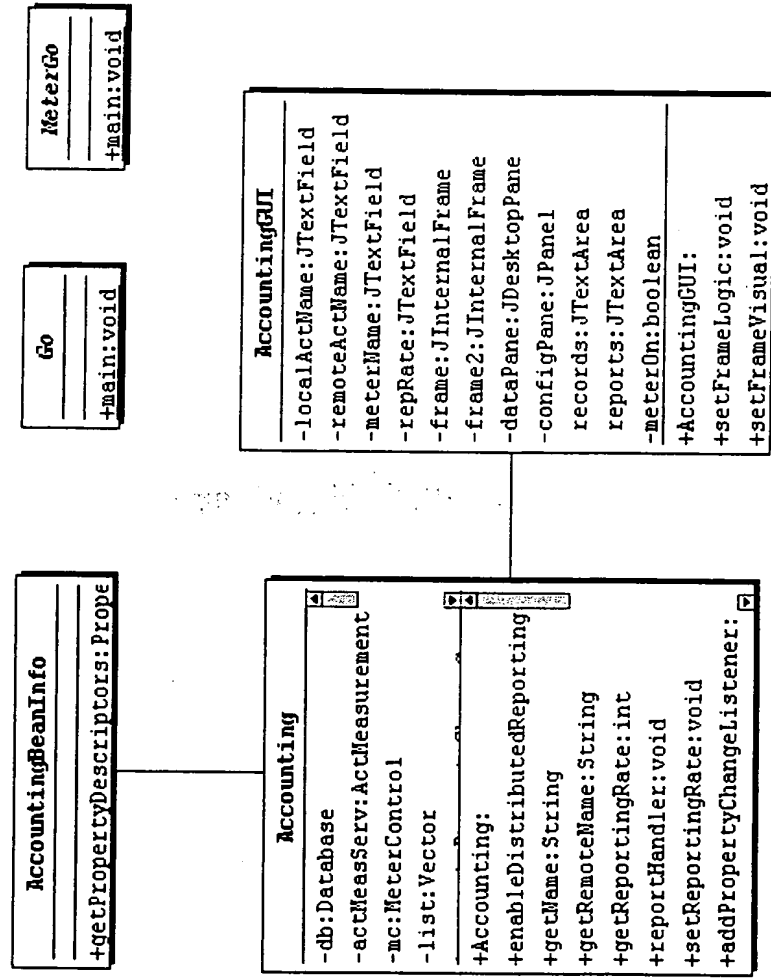 AccountingBeanInfo
+getPropertyDescriptors:Prope
Go
+main:void
MeterGo
+main:void
Accounting
-db:Database
-actMeasServ:ActMeasurement
-mc:MeterControl
-list:Vector
+Accounting:
+enableDistributedReporting
+getName:String
+getRemoteName:String
+getReportingRate:int
+reportHandler:void
+setReportingRate:void
+addPropertyChangeListener:
AccountingGUI
-localActName:JTextField
-remoteActName:JTextField
-meterName:JTextField
-repRate:JTextField
-frame:JInternalFrame
-frame2:JInternalFrame
-dataPane:JDesktopPane
-configPane:JPanel
records:JTextArea
reports:JTextArea
-meterOn:boolean
+AccountingGUI:
+setFrameLogic:void
+setFrameVisual:void